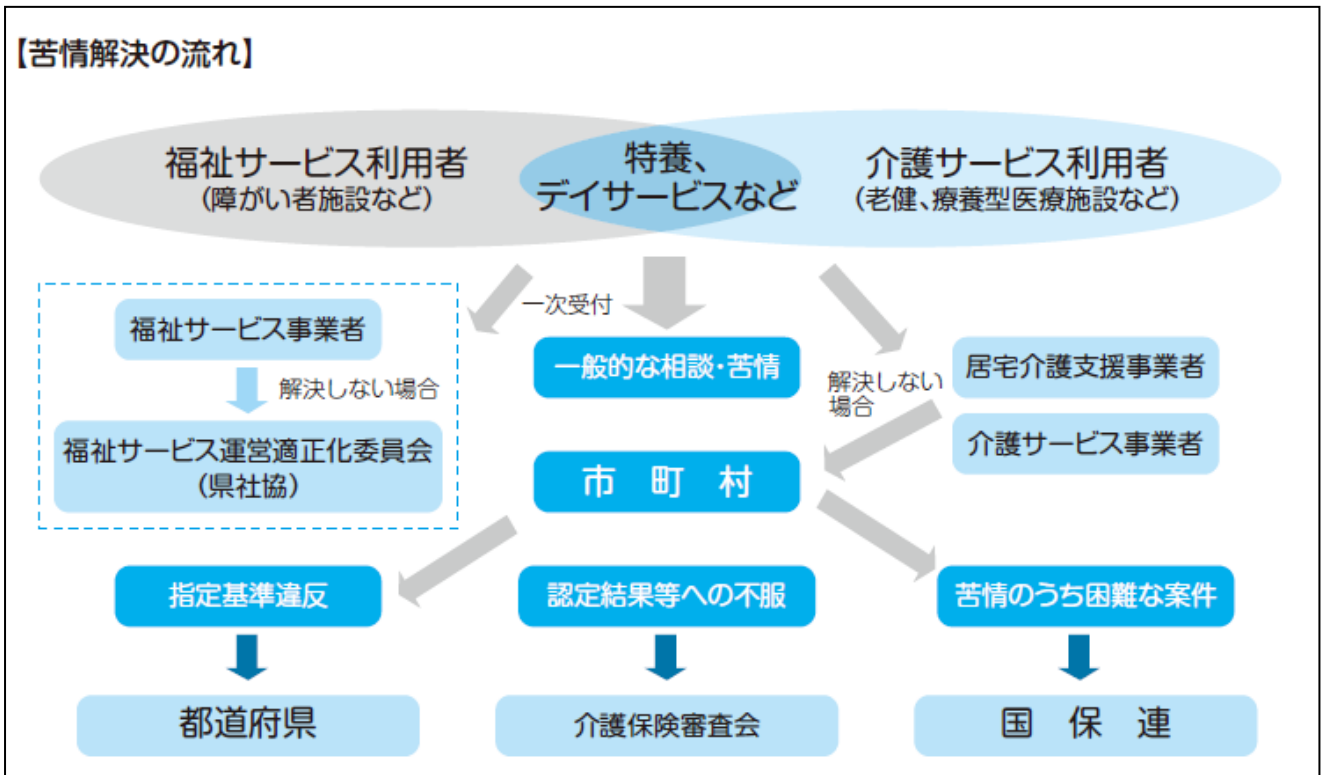 【苦情解決の流れ】
福祉サービス利用者
(障がい者施設など)
特養、
デイサービスなど
介護サービス利用者
(老健、療養型医療施設など)
一次受付
福祉サービス事業者
解決しない場合
福祉サービス運営適正化委員会
(県社協)
一般的な相談・苦情
市 町 村
解決しない
場合
居宅介護支援事業者
介護サービス事業者
指定基準違反
認定結果等への不服
苦情のうち困難な案件
都道府県
介護保険審査会
国 保 連